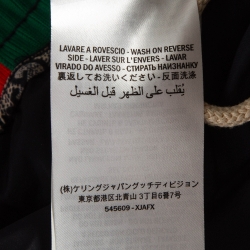 LAVARE A ROVESCIO - WASH ON REVERSE
SIDE - LAVER SUR L'ENVERS - LAVAR
VIRADO DO AVESSO - СТИРАТЬ НАИЗНАНКУ
裏返してお洗いください - 反面洗涤
يُقلب على الظهر قبل الغسيل
(株)ケリングジャパングッチディビジョン
東京都港区北青山3丁目6番7号
545609 - XJAFX